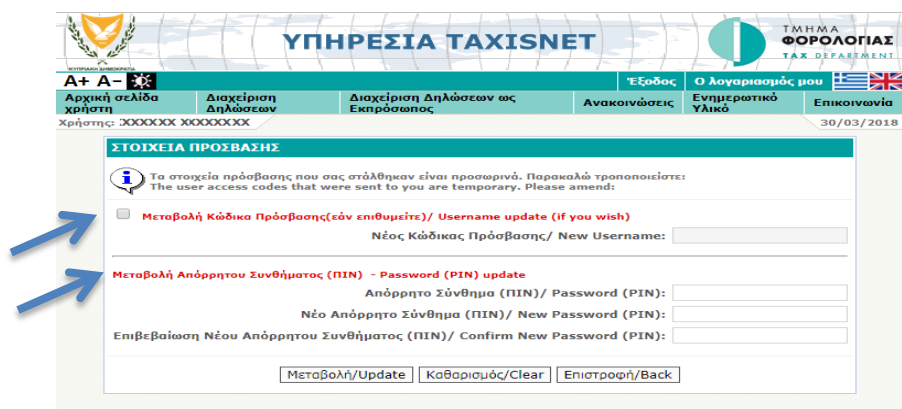 ΥΠΗΡΕΣΙΑ TAXISNET
ΤΜΗΜΑ
ΦΟΡΟΛΟΓΙΑΣ
TAX DEPARTMENT
ΚΥΠΡΙΑΚΗ ΔΗΜΟΚΡΑΤΙΑ
A+ A-
Έξοδος Ο λογαριασμός μου
Αρχική σελίδα χρήστη
Διαχείριση Δηλώσεων
Διαχείριση Δηλώσεων ως Εκπρόσωπος
Ανακοινώσεις
Ενημερωτικό Υλικό
Επικοινωνία
Χρήστης: XXXXXX XXXXXXXX 30/03/2018
ΣΤΟΙΧΕΙΑ ΠΡΟΣΒΑΣΗΣ
Τα στοιχεία πρόσβασης που σας στάληθκαν είναι προσωρινά. Παρακαλώ τροποποιείστε:
The user access codes that were sent to you are temporary. Please amend:
Μεταβολή Κώδικα Πρόσβασης(εάν επιθυμείτε)/ Username update (if you wish)
Νέος Κώδικας Πρόσβασης/ New Username:
Μεταβολή Απόρρητου Συνθήματος (ΠΙΝ) - Password (PIN) update
Απόρρητο Σύνθημα (ΠΙΝ)/ Password (PIN):
Νέο Απόρρητο Σύνθημα (ΠΙΝ)/ New Password (PIN):
Επιβεβαίωση Νέου Απόρρητου Συνθήματος (ΠΙΝ)/ Confirm New Password (PIN):
Μεταβολή/Update Καθαρισμός/Clear Επιστροφή/Back